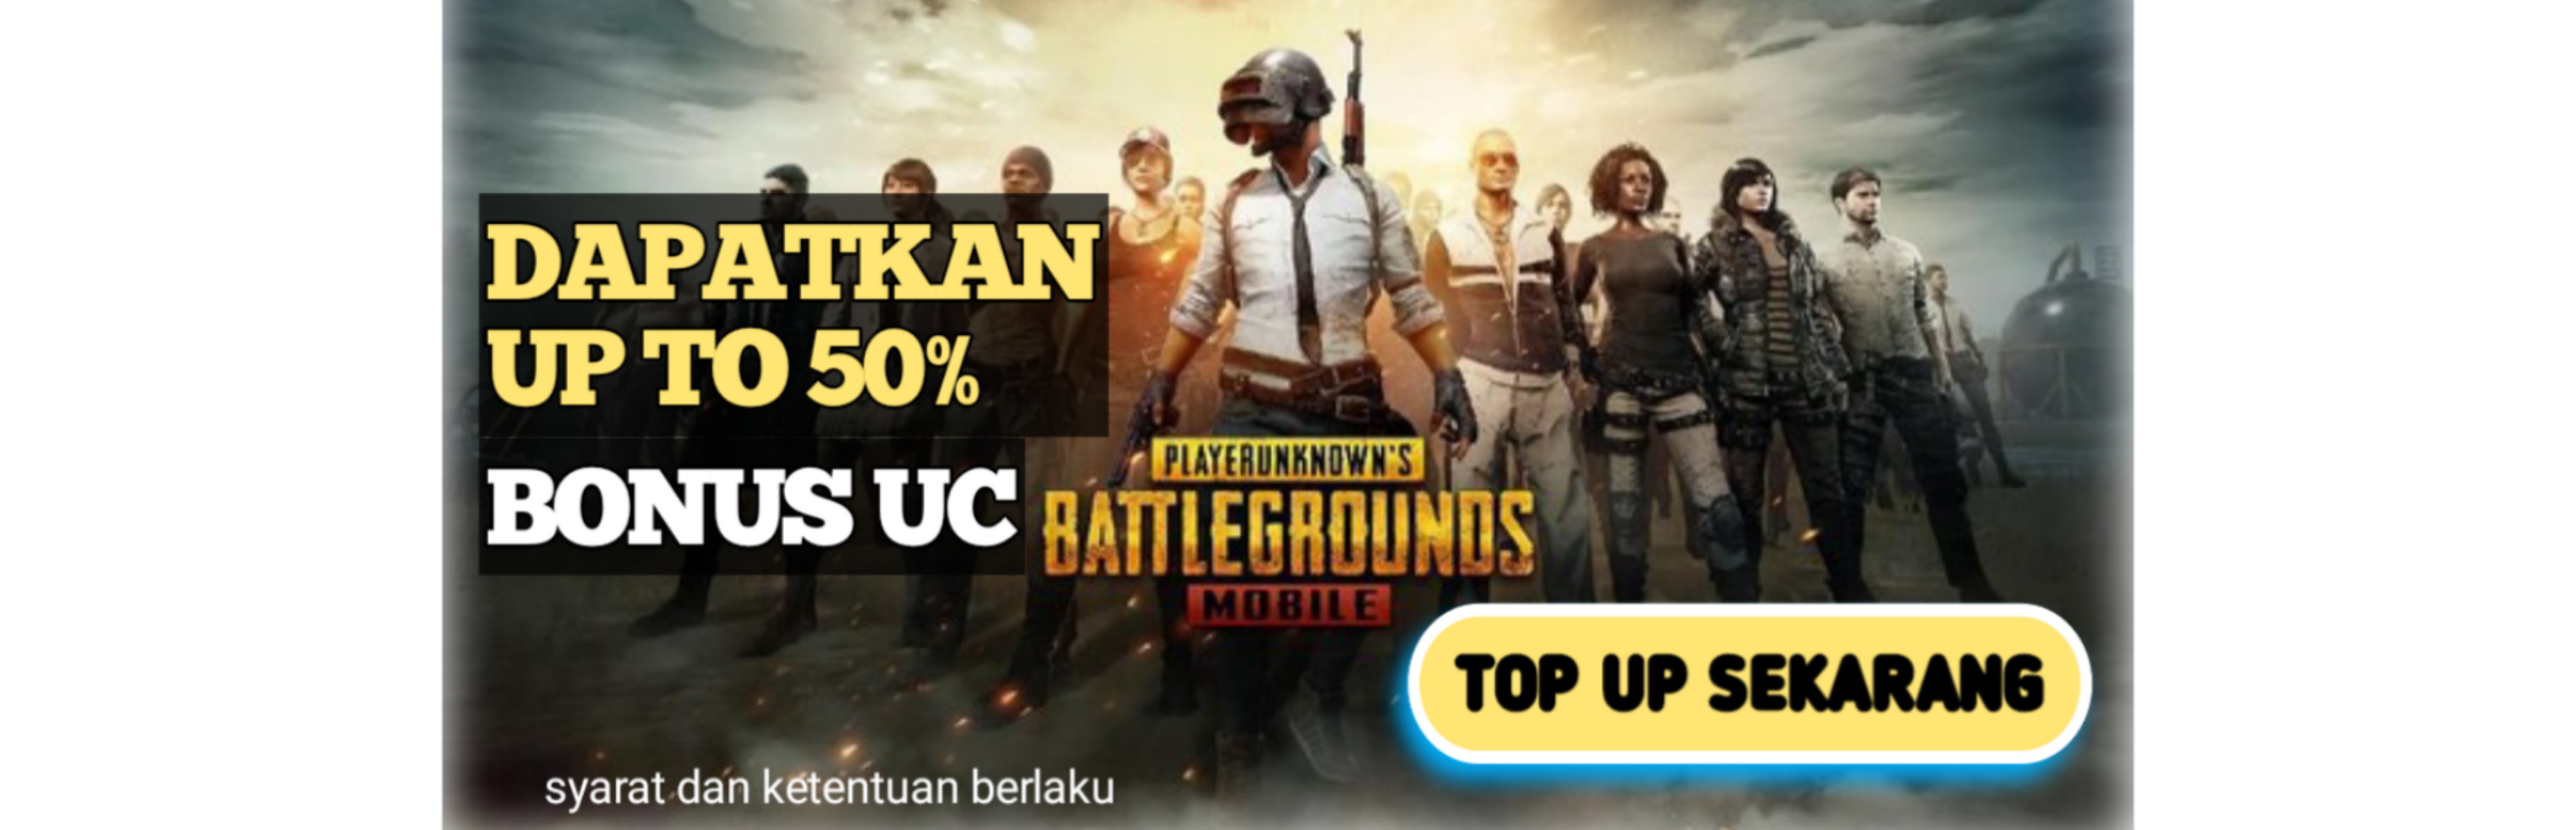 DAPATKAN
UP TO 50%
BONUS UC
PLAYERUNKNOWN'S
BATTLEGROUNDS
MOBILE
TOP UP SEKARANG
syarat dan ketentuan berlaku